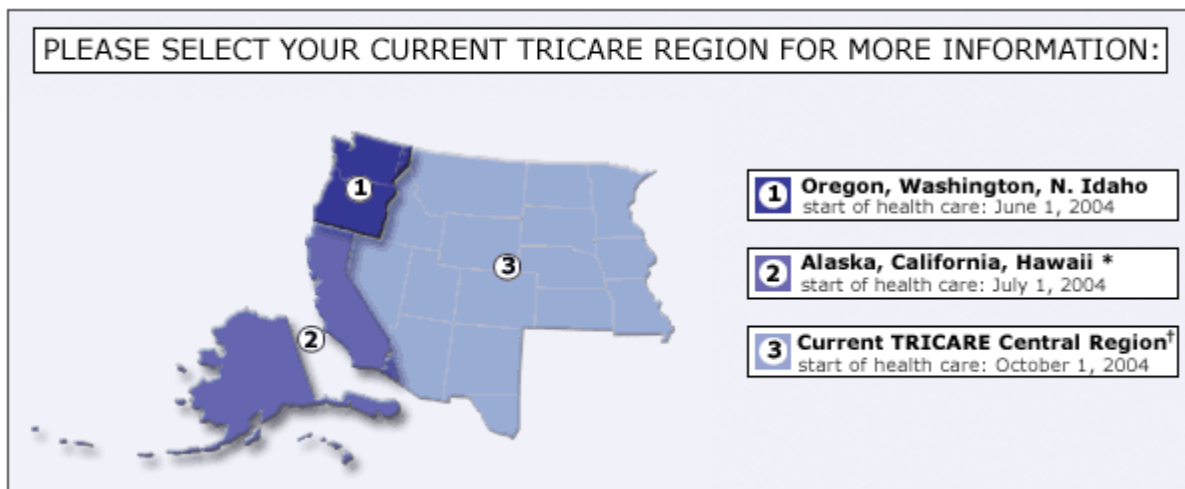 PLEASE SELECT YOUR CURRENT TRICARE REGION FOR MORE INFORMATION:
1
2
3
1 Oregon, Washington, N. Idaho
start of health care: June 1, 2004
2 Alaska, California, Hawaii *
start of health care: July 1, 2004
3 Current TRICARE Central Region†
start of health care: October 1, 2004